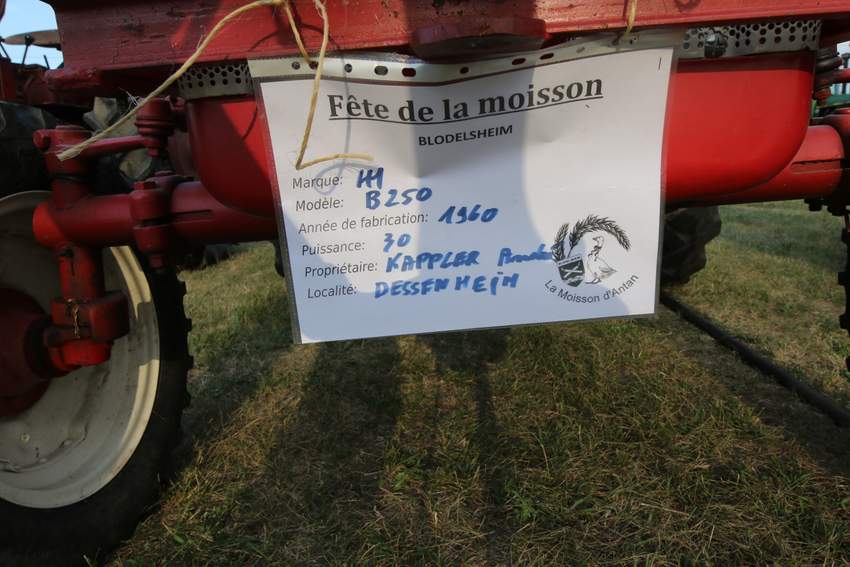 Fête de la moisson
BLODELSHEIM
Marque: IH
Modèle: B250
Année de fabrication: 1960
Puissance: 30
Propriétaire: KAPPLER
Localité: DESSENHEIM
La Moisson d'Antan